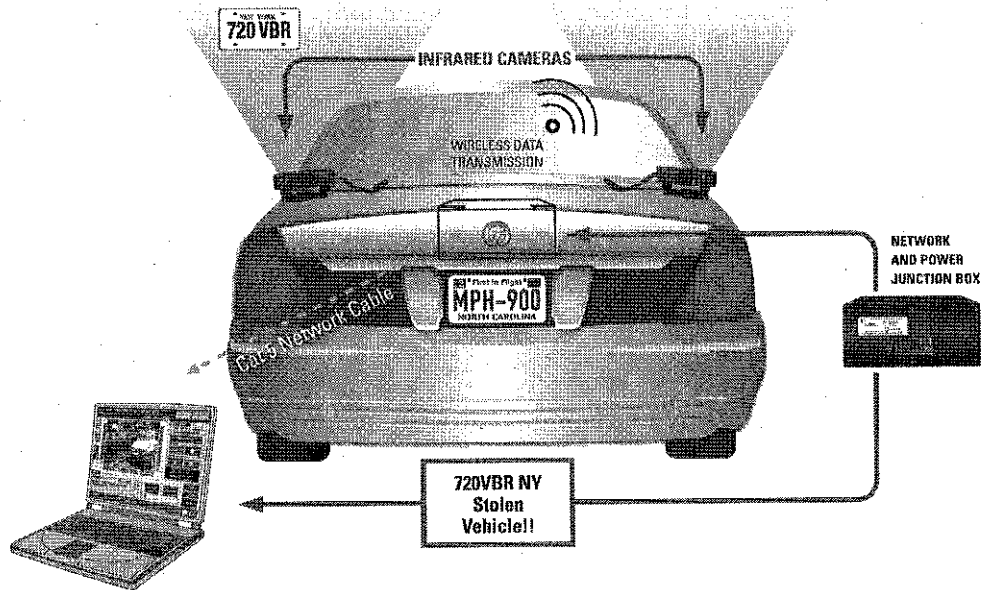 NEW YORK
720 VBR
INFRARED CAMERAS
WIRELESS DATA
TRANSMISSION
NETWORK
AND POWER
JUNCTION BOX
First in Flight
MPH-900
NORTH CAROLINA
Cat 5 Network Cable
720VBR NY
Stolen
Vehicle!!